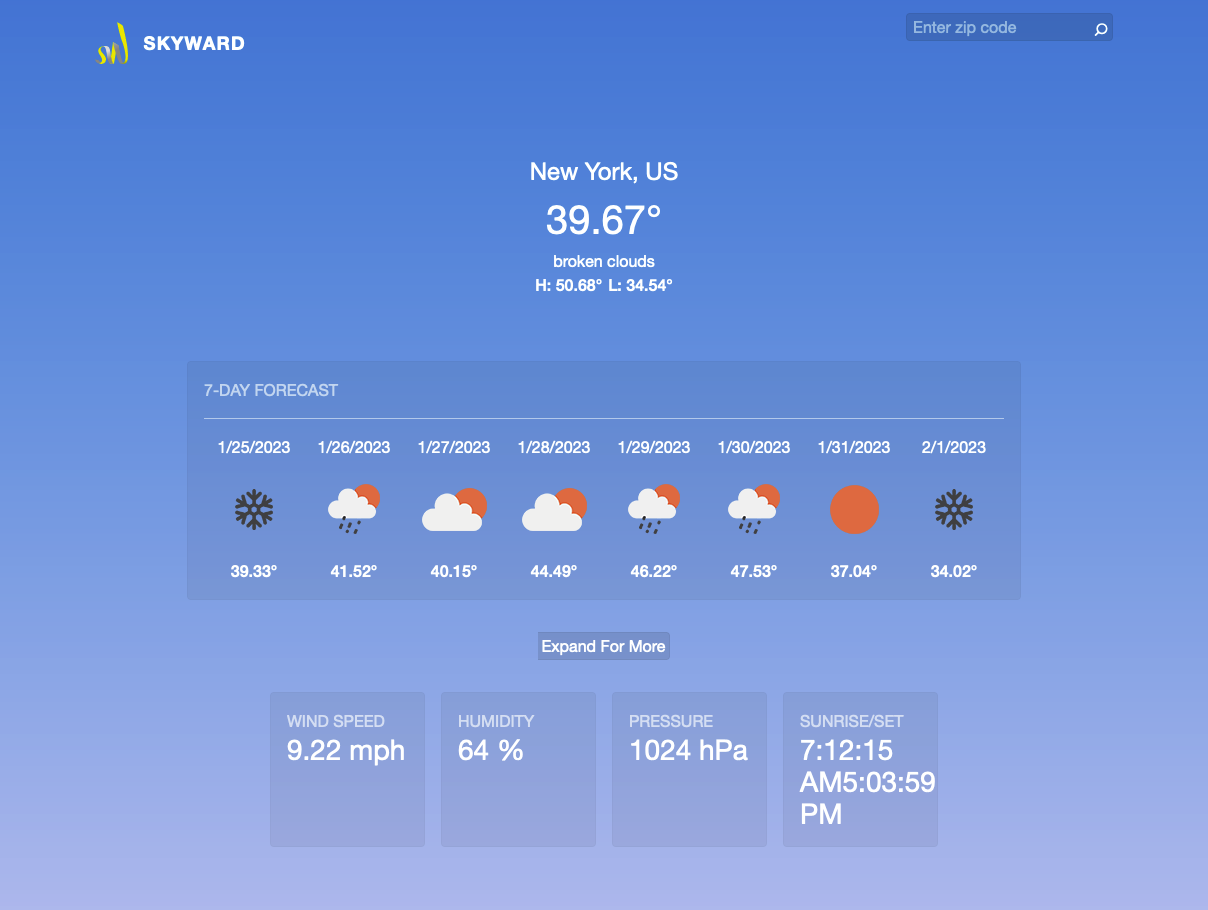 SKYWARD
Enter zip code
New York, US
39.67°
broken clouds
H: 50.68° L: 34.54°
7-DAY FORECAST
1/25/2023 1/26/2023 1/27/2023 1/28/2023 1/29/2023 1/30/2023 1/31/2023 2/1/2023
39.33° 41.52° 40.15° 44.49° 46.22° 47.53° 37.04° 34.02°
Expand For More
WIND SPEED HUMIDITY PRESSURE SUNRISE/SET
9.22 mph 64 % 1024 hPa 7:12:15
AM5:03:59
PM